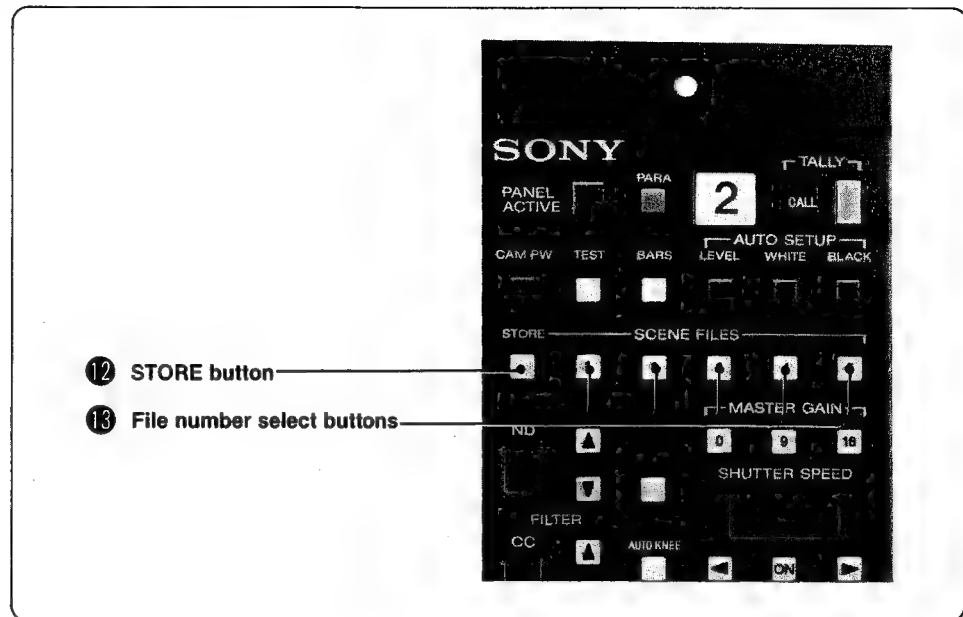 SONY
TALLY
PARA
PANEL ACTIVE
2
CALL
AUTO SETUP
CAM PW TEST BARS LEVEL WHITE BLACK
STORE SCENE FILES
⓬ STORE button
⓭ File number select buttons
MASTER GAIN
ND 0 9 18
SHUTTER SPEED
FILTER
CC AUTO KNEE
ON